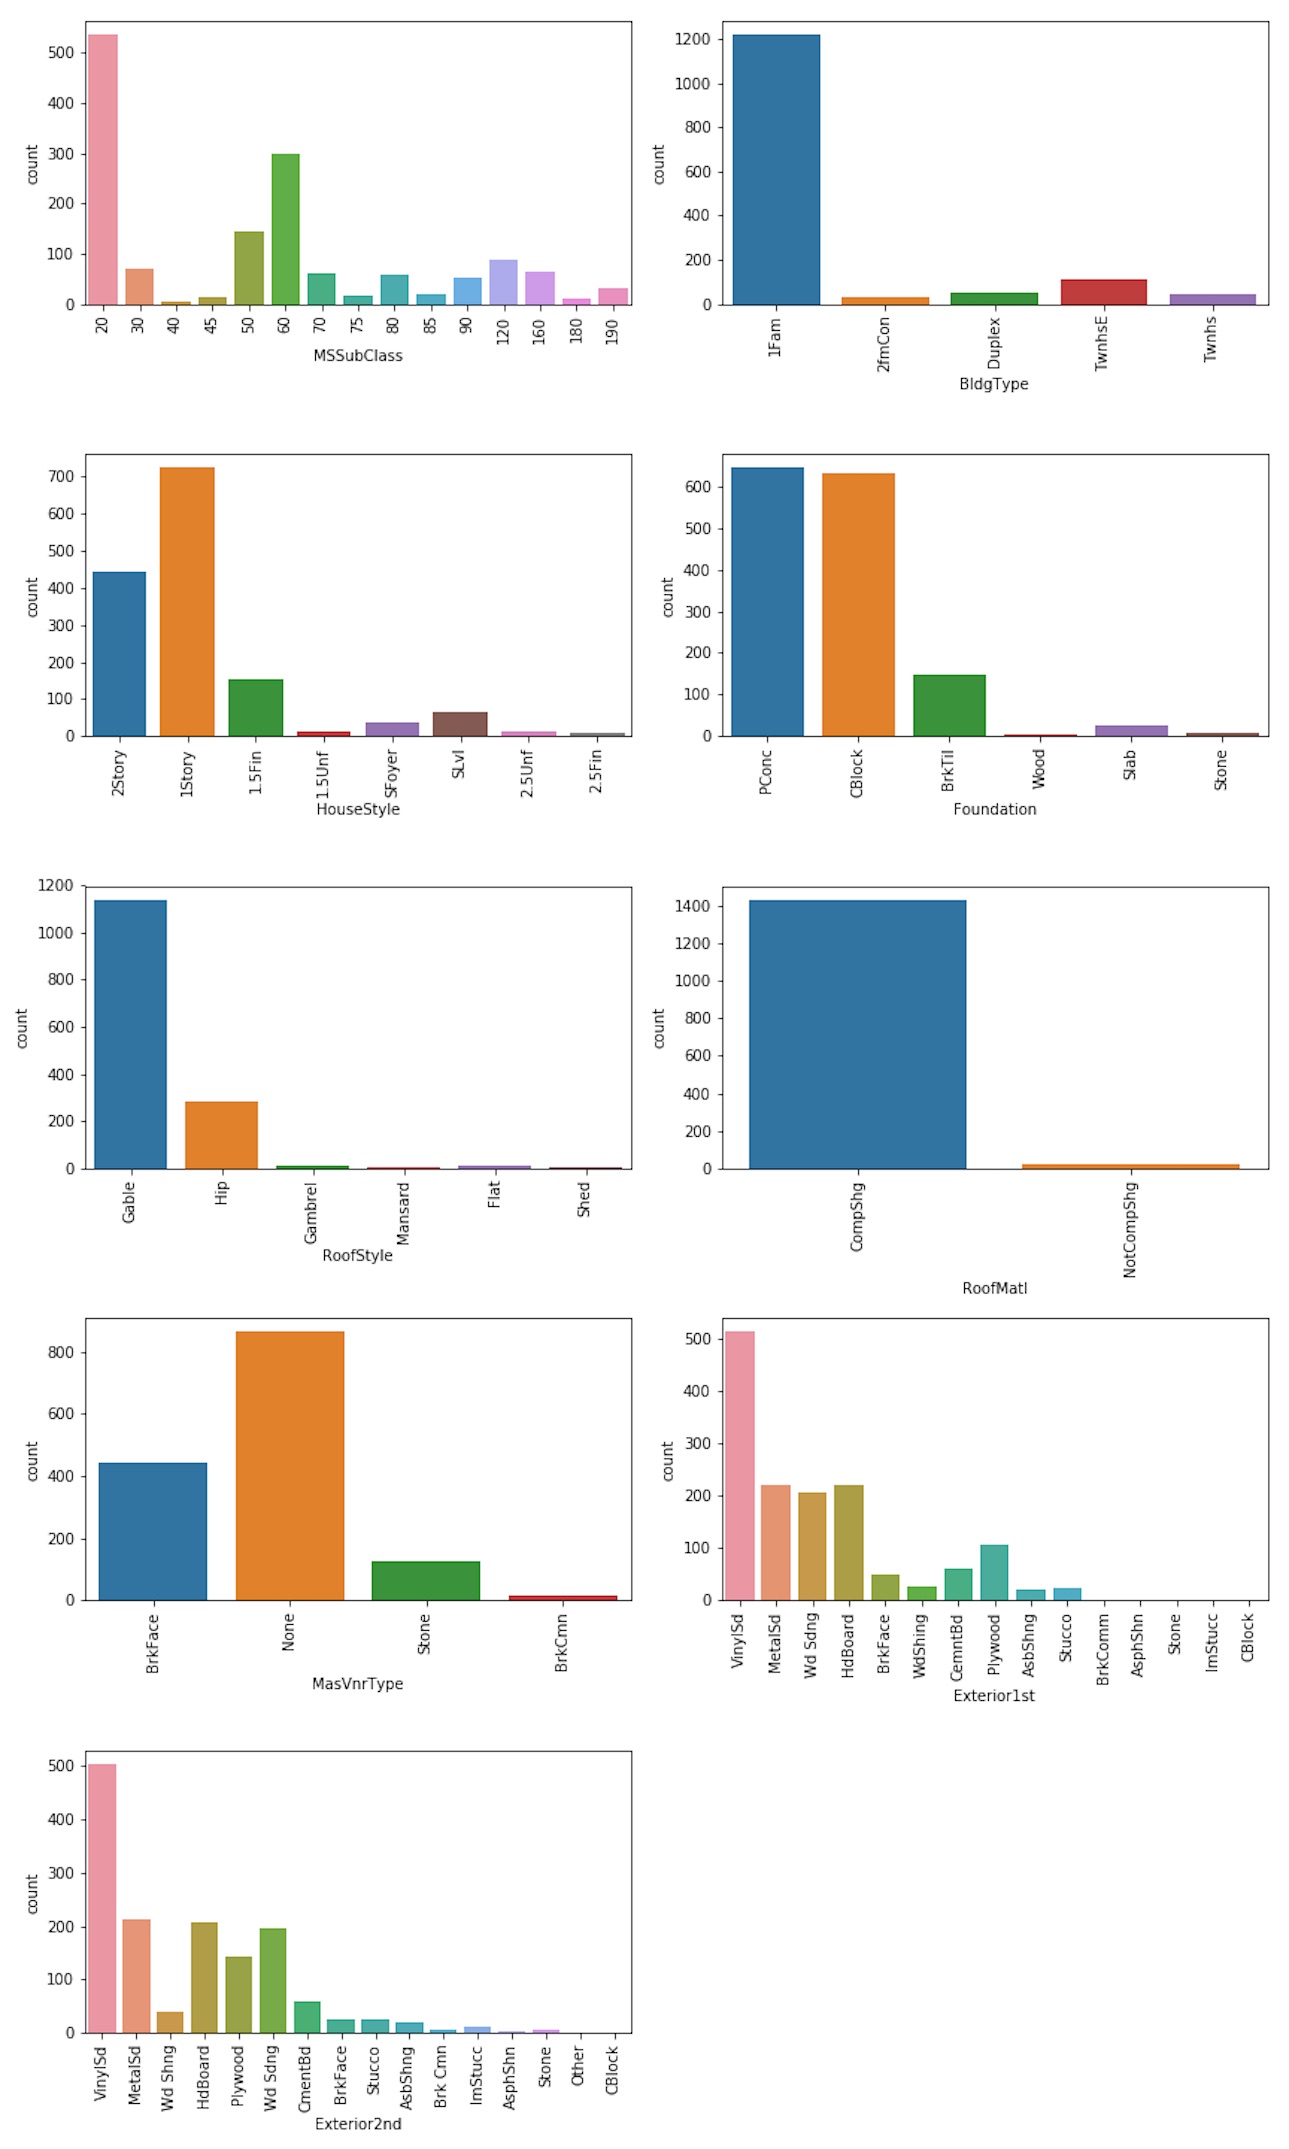 500
400
300
200
100
0
count
20 30 40 45 50 60 70 75 80 85 90 120 160 180 190
MSSubClass
1200
1000
800
600
400
200
0
count
1Fam 2fmCon Duplex TwnhsE Twnhs
BldgType
700
600
500
400
300
200
100
0
count
2Story 1Story 1.5Fin 1.5Unf SFoyer SLvl 2.5Unf 2.5Fin
HouseStyle
600
500
400
300
200
100
0
count
PConc CBlock BrkTil Wood Slab Stone
Foundation
1200
1000
800
600
400
200
0
count
Gable Hip Gambrel Mansard Flat Shed
RoofStyle
1400
1200
1000
800
600
400
200
0
count
CompShg NotCompShg
RoofMatl
800
600
400
200
0
count
BrkFace None Stone BrkCmn
MasVnrType
500
400
300
200
100
0
count
VinylSd MetalSd Wd Sdng HdBoard BrkFace WdShing CemntBd Plywood AsbShng Stucco BrkComm AsphShn Stone ImStucc CBlock
Exterior1st
500
400
300
200
100
0
count
VinylSd MetalSd Wd Shng HdBoard Plywood Wd Sdng CmentBd BrkFace Stucco AsbShng Brk Cmn ImStucc AsphShn Stone Other CBlock
Exterior2nd